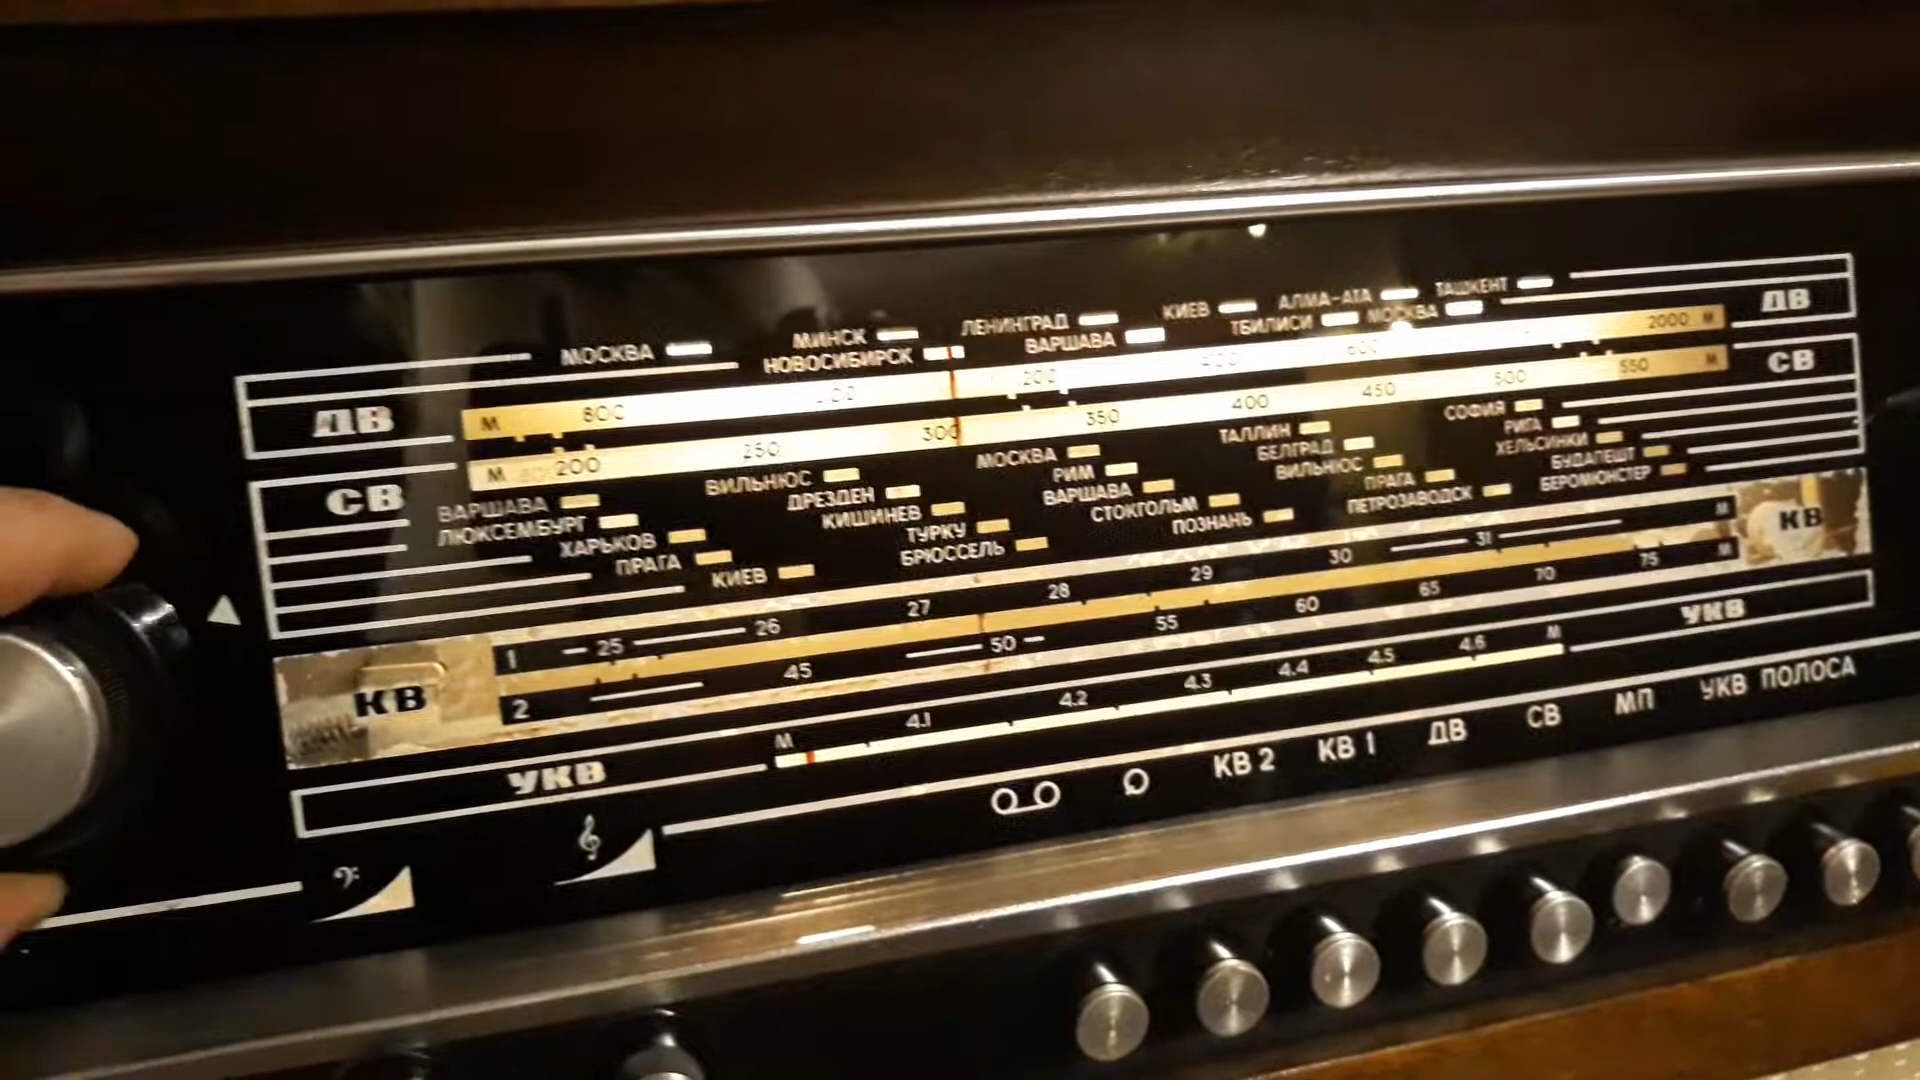 МОСКВА МИНСК ЛЕНИНГРАД КИЕВ АЛМА-АТА ТАШКЕНТ
НОВОСИБИРСК ВАРШАВА ТБИЛИСИ МОСКВА
ДВ М 800 2000 М ДВ
СВ М 200 250 300 350 400 450 500 550 М СВ
ВАРШАВА ВИЛЬНЮС МОСКВА ТАЛЛИН СОФИЯ
ЛЮКСЕМБУРГ ДРЕЗДЕН РИМ БЕЛГРАД РИГА
ХАРЬКОВ КИШИНЕВ ВАРШАВА ВИЛЬНЮС ХЕЛЬСИНКИ
ПРАГА ТУРКУ СТОКГОЛЬМ ПРАГА БУДАПЕШТ
КИЕВ БРЮССЕЛЬ ПОЗНАНЬ ПЕТРОЗАВОДСК БЕРОМЮНСТЕР
КВ 1 25 26 27 28 29 30 31 М КВ
2 45 50 55 60 65 70 75 М
УКВ М 4.1 4.2 4.3 4.4 4.5 4.6 М УКВ
КВ 2 КВ 1 ДВ СВ МП УКВ ПОЛОСА